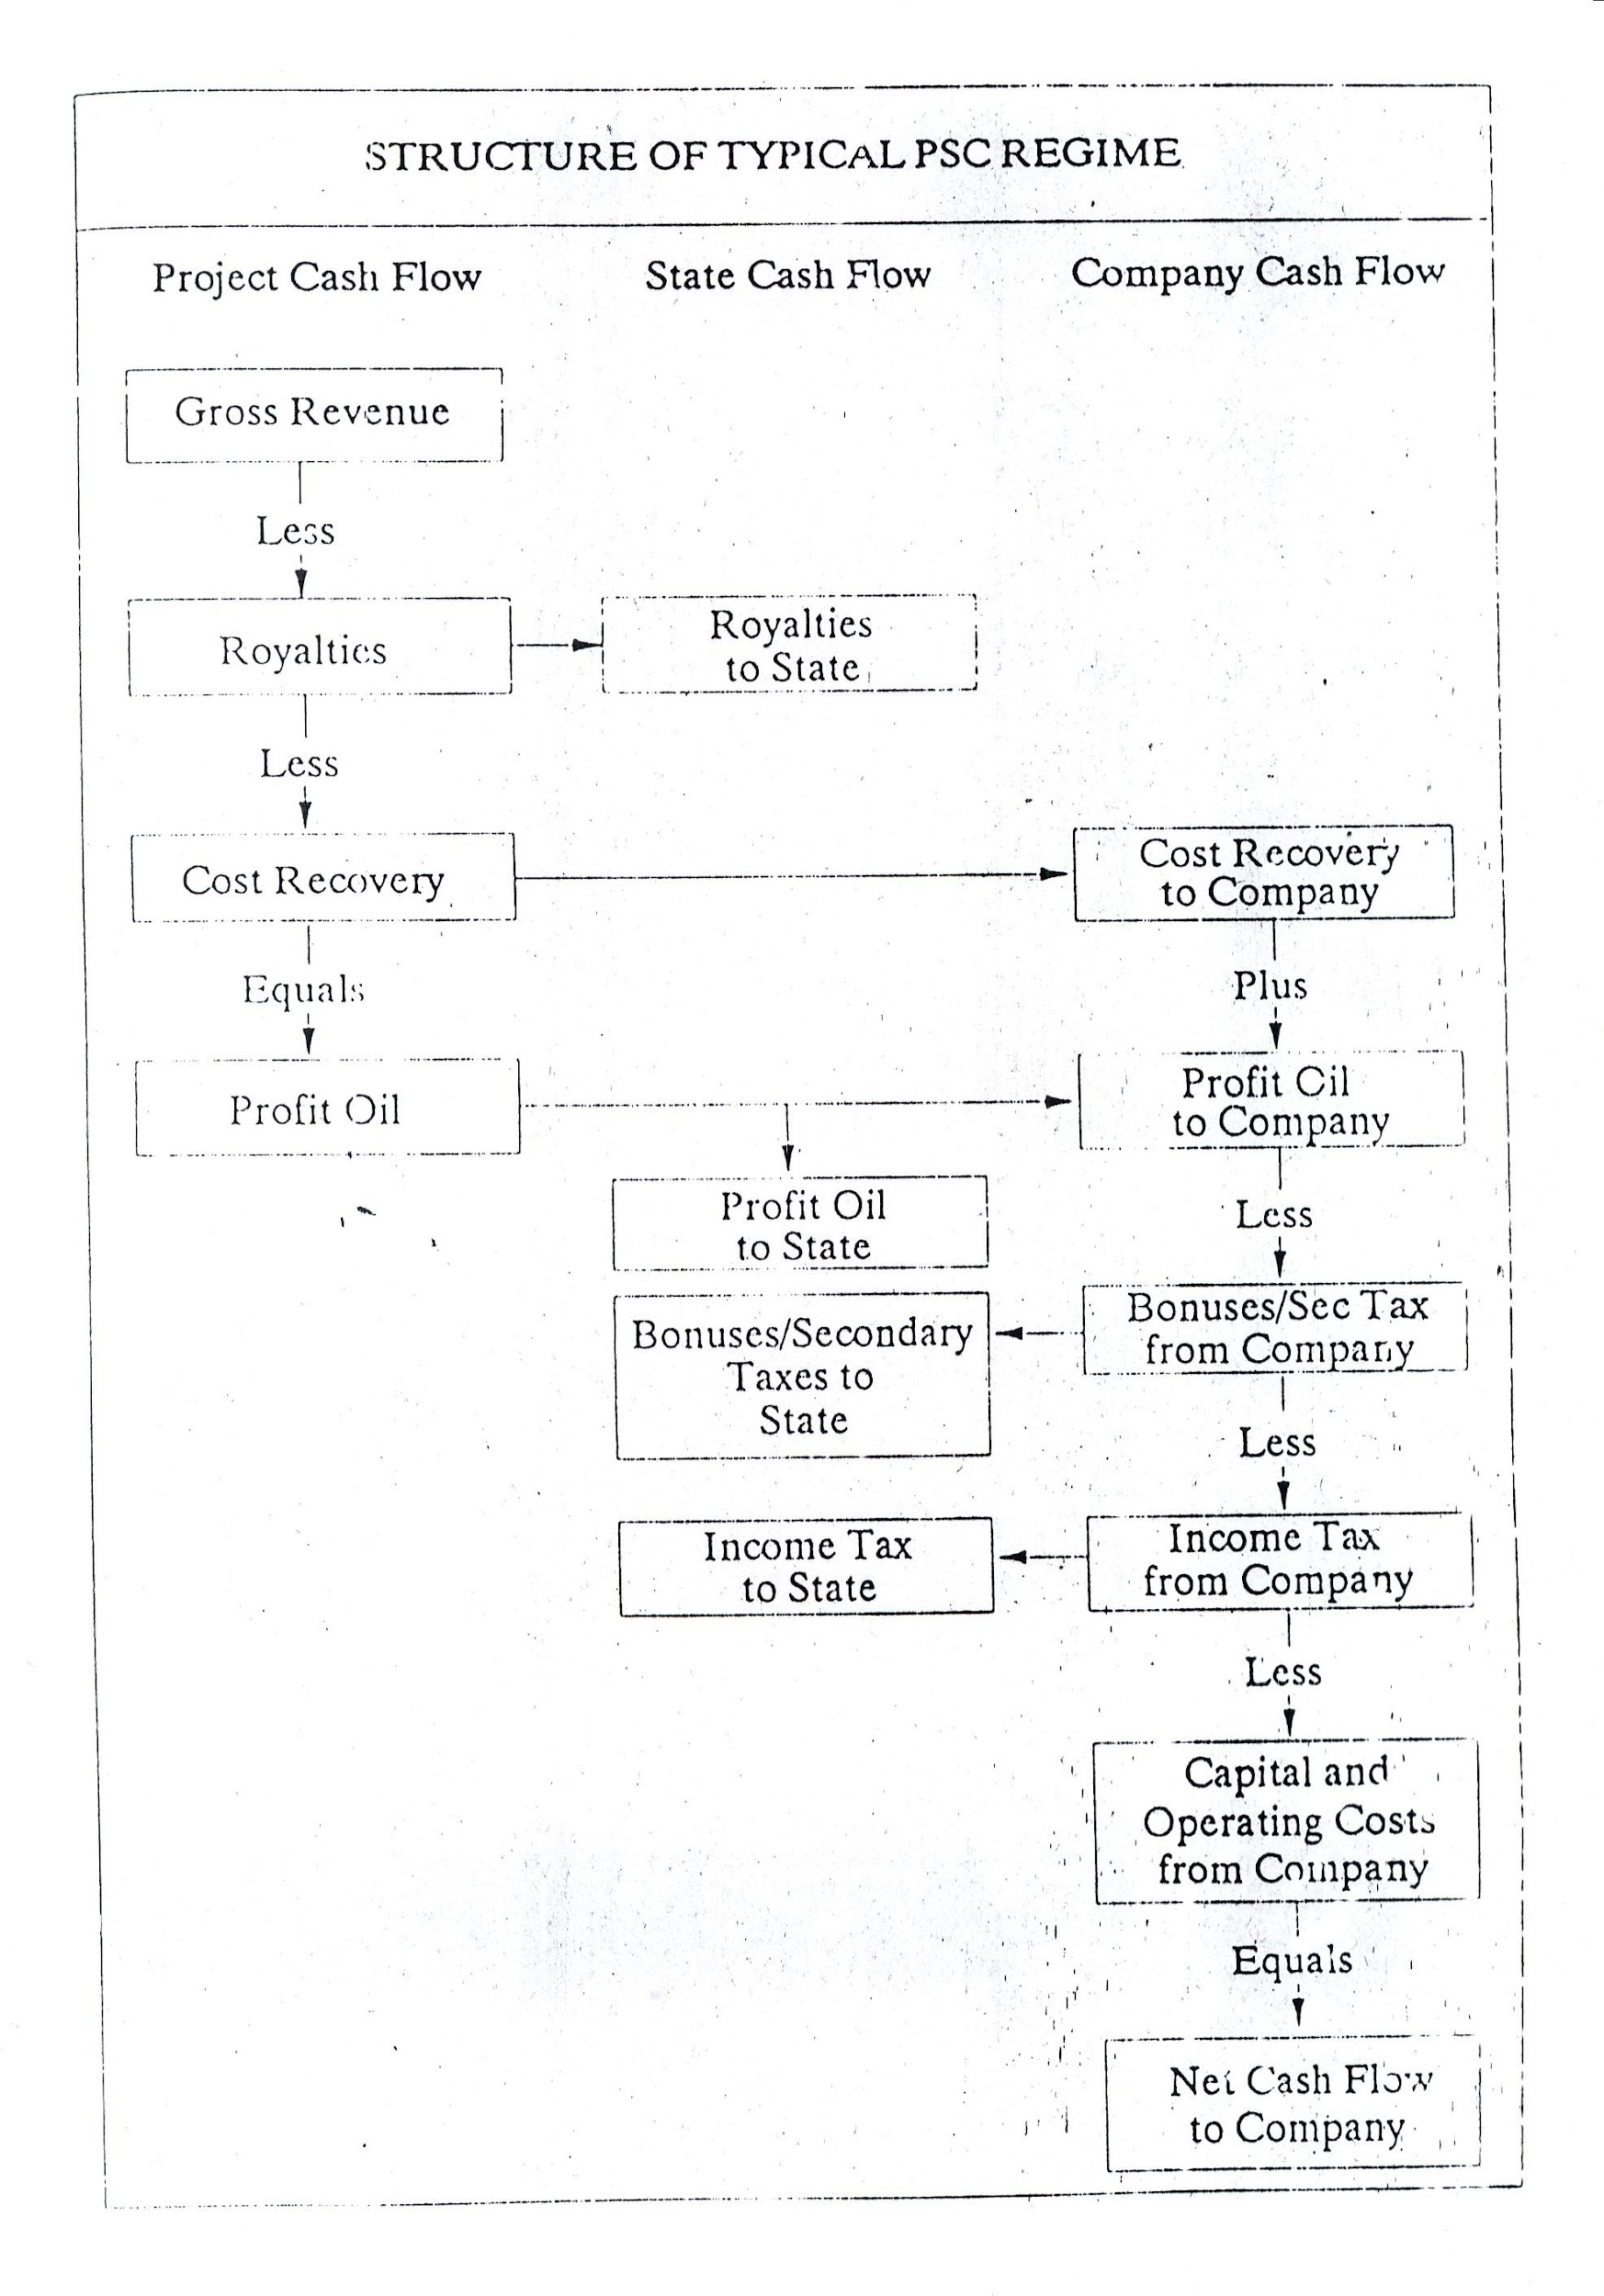 STRUCTURE OF TYPICAL PSC REGIME
Project Cash Flow
State Cash Flow
Company Cash Flow
Gross Revenue
Less
Royalties
Royalties
to State
Less
Cost Recovery
Cost Recovery
to Company
Equals
Plus
Profit Oil
Profit Oil
to Company
Profit Oil
to State
Less
Bonuses/Secondary
Taxes to
State
Bonuses/Sec Tax
from Company
Less
Income Tax
to State
Income Tax
from Company
Less
Capital and
Operating Costs
from Company
Equals
Net Cash Flow
to Company